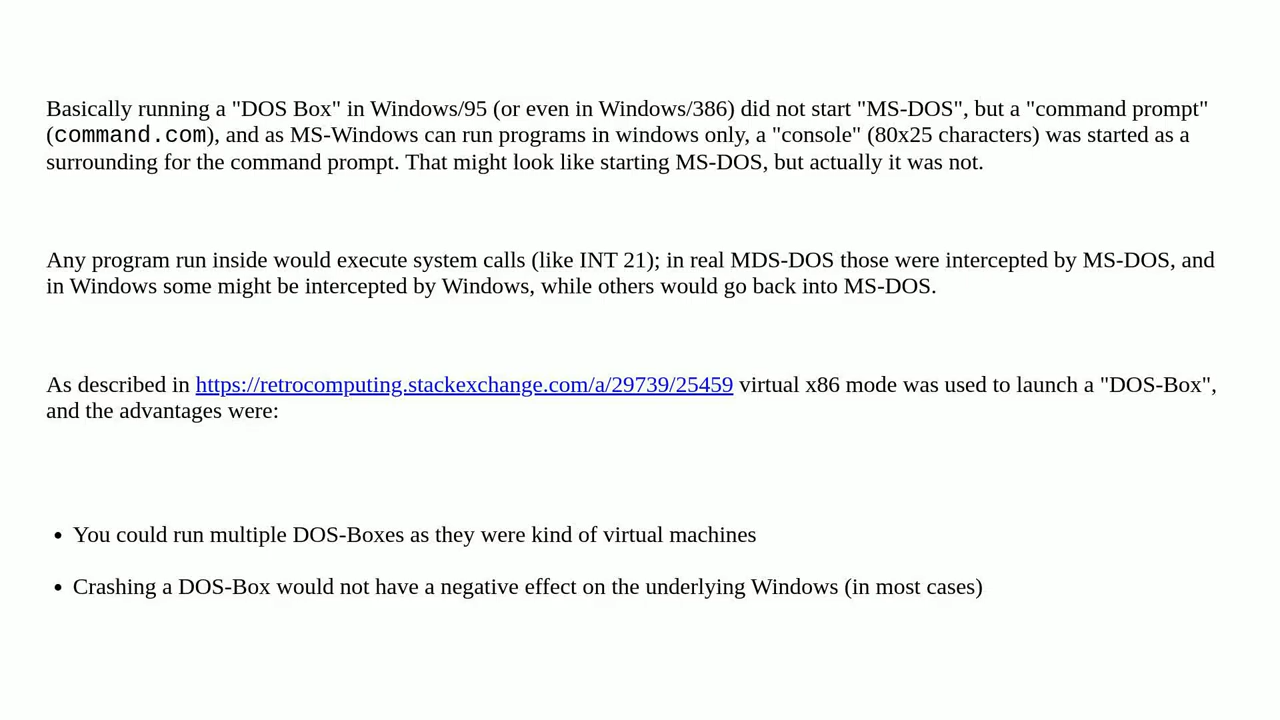 Basically running a "DOS Box" in Windows/95 (or even in Windows/386) did not start "MS-DOS", but a "command prompt"
(command.com), and as MS-Windows can run programs in windows only, a "console" (80x25 characters) was started as a
surrounding for the command prompt. That might look like starting MS-DOS, but actually it was not.
Any program run inside would execute system calls (like INT 21); in real MDS-DOS those were intercepted by MS-DOS, and
in Windows some might be intercepted by Windows, while others would go back into MS-DOS.
As described in https://retrocomputing.stackexchange.com/a/29739/25459 virtual x86 mode was used to launch a "DOS-Box",
and the advantages were:
• You could run multiple DOS-Boxes as they were kind of virtual machines
• Crashing a DOS-Box would not have a negative effect on the underlying Windows (in most cases)